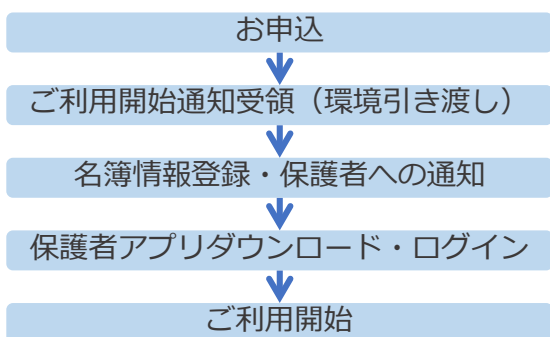 お申込
ご利用開始通知受領（環境引き渡し）
名簿情報登録・保護者への通知
保護者アプリダウンロード・ログイン
ご利用開始